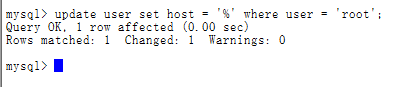 mysql> update user set host = '%' where user = 'root';
Query OK, 1 row affected (0.00 sec)
Rows matched: 1  Changed: 1  Warnings: 0
mysql>